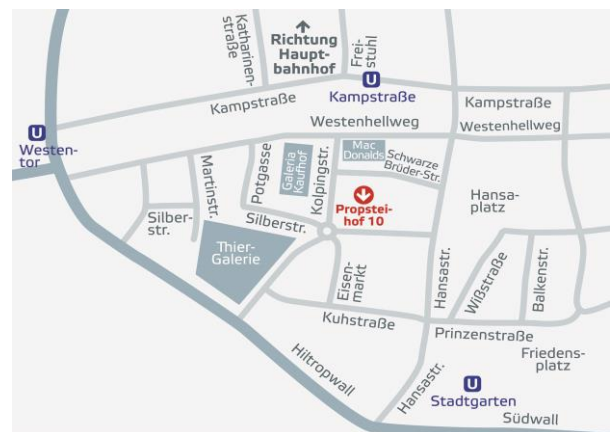 Katharinen-
straße
Richtung
Haupt-
bahnhof
Frei-
stuhl
U
Kampstraße
Kampstraße
Kampstraße
Westenhellweg
Westenhellweg
U
Westen-
tor
Martinstr.
Potgasse
Galeria
Kaufhof
Kolpingstr.
Mac
Donalds
Schwarze
Brüder-Str.
Propstei-
hof 10
Hansa-
platz
Silber-
str.
Silberstr.
Thier-
Galerie
Eisen-
markt
Hansastr.
Wißstraße
Balkenstr.
Kuhstraße
Prinzenstraße
Friedens-
platz
Hiltropwall
Hansastr.
U
Stadtgarten
Südwall